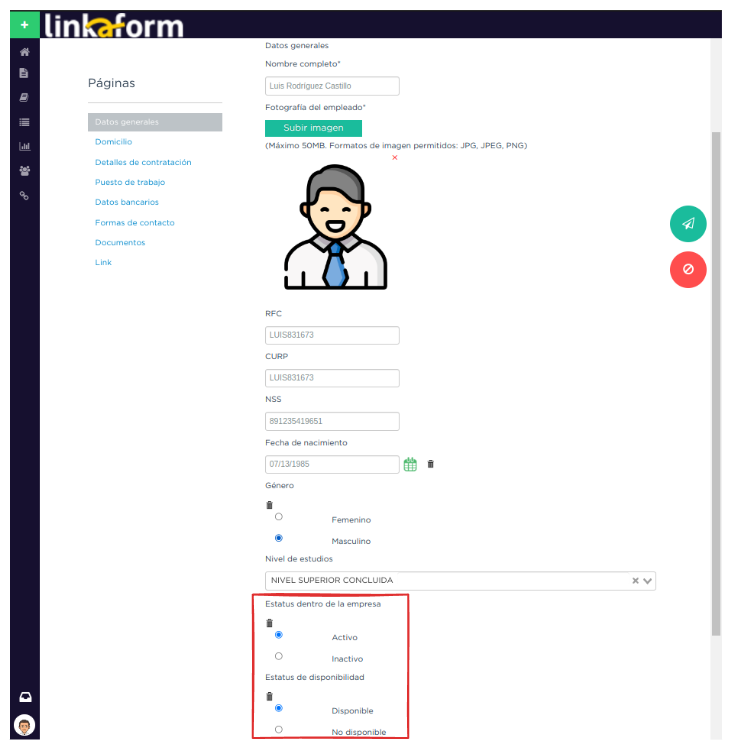 +
linkaform
Páginas
Datos generales
Domicilio
Detalles de contratación
Puesto de trabajo
Datos bancarios
Formas de contacto
Documentos
Link
Datos generales
Nombre completo*
Luis Rodríguez Castillo
Fotografía del empleado*
Subir imagen
(Máximo 50MB. Formatos de imagen permitidos: JPG, JPEG, PNG)
RFC
LUIS831673
CURP
LUIS831673
NSS
891235419651
Fecha de nacimiento
07/13/1985
Género
Femenino
Masculino
Nivel de estudios
NIVEL SUPERIOR CONCLUIDA
Estatus dentro de la empresa
Activo
Inactivo
Estatus de disponibilidad
Disponible
No disponible